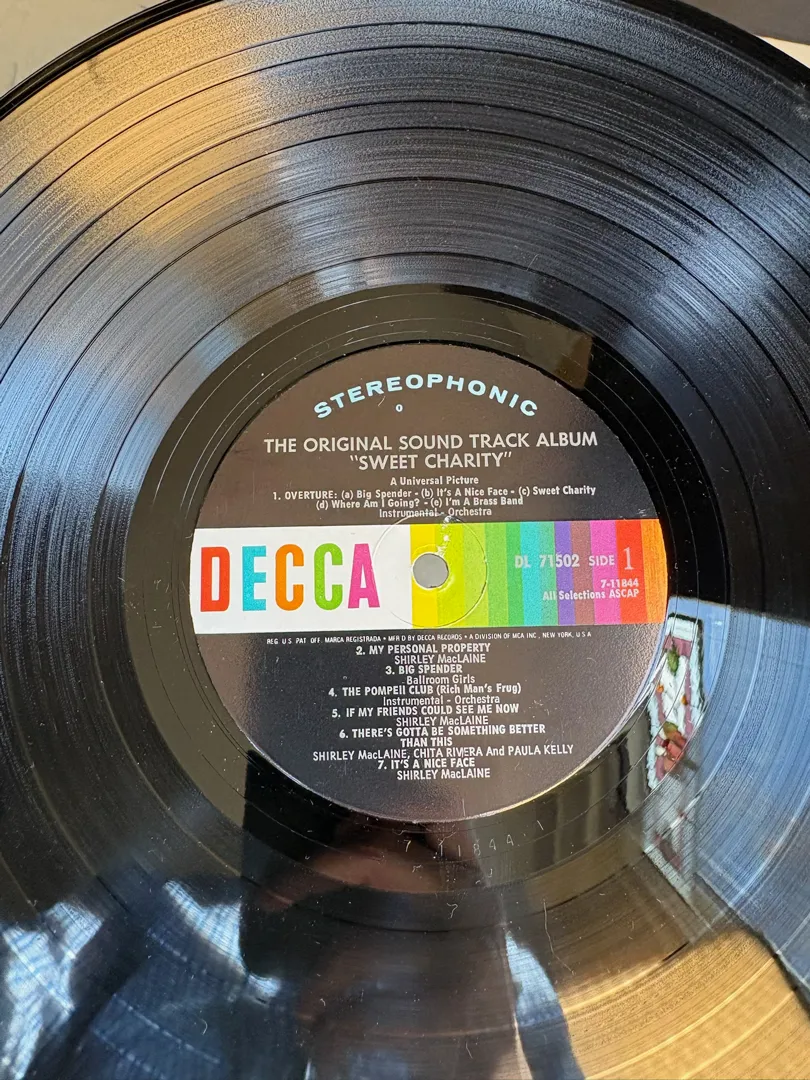 STEREOPHONIC
0
THE ORIGINAL SOUND TRACK ALBUM
"SWEET CHARITY"
A Universal Picture
1. OVERTURE: (a) Big Spender - (b) It's A Nice Face - (c) Sweet Charity
(d) Where Am I Going? - (e) I'm A Brass Band
Instrumental - Orchestra
DECCA
DL 71502 SIDE 1
7-11844
All Selections ASCAP
REG. U.S. PAT. OFF. MARCA REGISTRADA • MFR'D BY DECCA RECORDS • A DIVISION OF MCA INC., NEW YORK, U.S.A
2. MY PERSONAL PROPERTY
SHIRLEY MacLAINE
3. BIG SPENDER
Ballroom Girls
4. THE POMPEII CLUB (Rich Man's Frug)
Instrumental - Orchestra
5. IF MY FRIENDS COULD SEE ME NOW
SHIRLEY MacLAINE
6. THERE'S GOTTA BE SOMETHING BETTER
THAN THIS
SHIRLEY MacLAINE, CHITA RIVERA And PAULA KELLY
7. IT'S A NICE FACE
SHIRLEY MacLAINE
7 11844
7